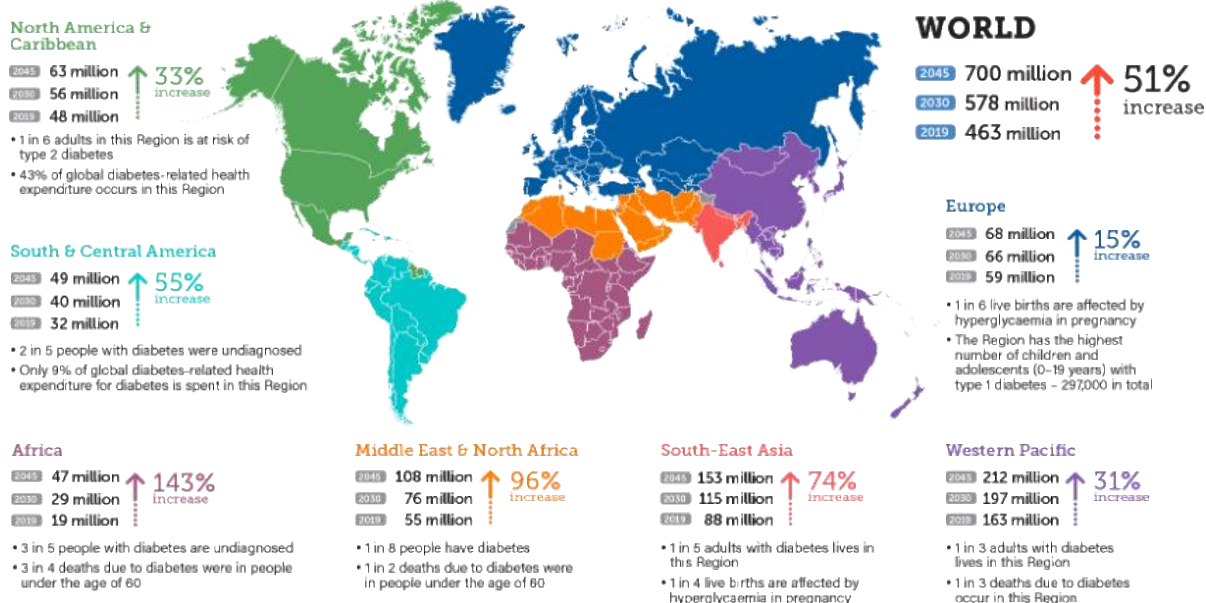 North America &
Caribbean
2045 63 million
2030 56 million
2019 48 million
33%
increase
• 1 in 6 adults in this Region is at risk of
type 2 diabetes
• 43% of global diabetes-related health
expenditure occurs in this Region
South & Central America
2045 49 million
2030 40 million
2019 32 million
55%
increase
• 2 in 5 people with diabetes were undiagnosed
• Only 9% of global diabetes-related health
expenditure for diabetes is spent in this Region
WORLD
2045 700 million
2030 578 million
2019 463 million
51%
increase
Europe
2045 68 million
2030 66 million
2019 59 million
15%
increase
• 1 in 6 live births are affected by
hyperglycaemia in pregnancy
• The Region has the highest
number of children and
adolescents (0–19 years) with
type 1 diabetes – 297,000 in total
Africa
2045 47 million
2030 29 million
2019 19 million
143%
increase
• 3 in 5 people with diabetes are undiagnosed
• 3 in 4 deaths due to diabetes were in people
under the age of 60
Middle East & North Africa
2045 108 million
2030 76 million
2019 55 million
96%
increase
• 1 in 8 people have diabetes
• 1 in 2 deaths due to diabetes were
in people under the age of 60
South-East Asia
2045 153 million
2030 115 million
2019 88 million
74%
increase
• 1 in 5 adults with diabetes lives in
this Region
• 1 in 4 live births are affected by
hyperglycaemia in pregnancy
Western Pacific
2045 212 million
2030 197 million
2019 163 million
31%
increase
• 1 in 3 adults with diabetes
lives in this Region
• 1 in 3 deaths due to diabetes
occur in this Region